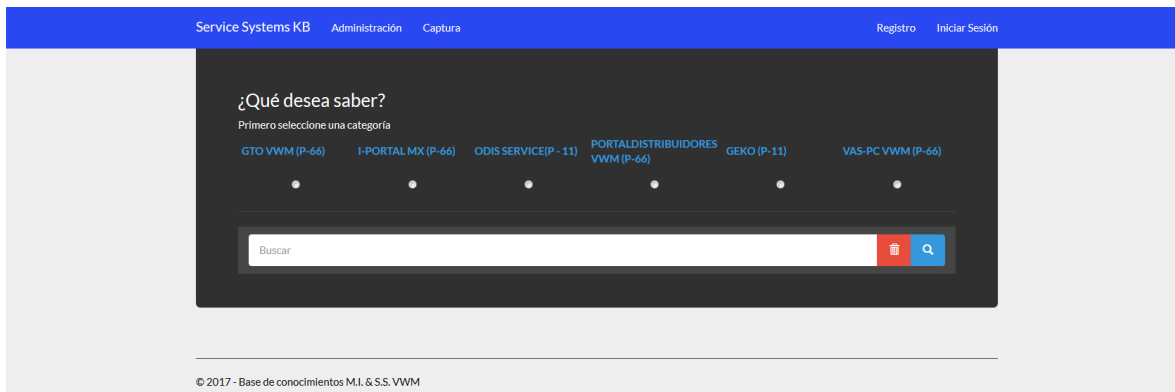 Service Systems KB Administración Captura Registro Iniciar Sesión
¿Qué desea saber?
Primero seleccione una categoría
GTO VWM (P-66) I-PORTAL MX (P-66) ODIS SERVICE(P - 11) PORTALDISTRIBUIDORES VWM (P-66) GEKO (P-11) VAS-PC VWM (P-66)
Buscar
© 2017 - Base de conocimientos M.I. & S.S. VWM